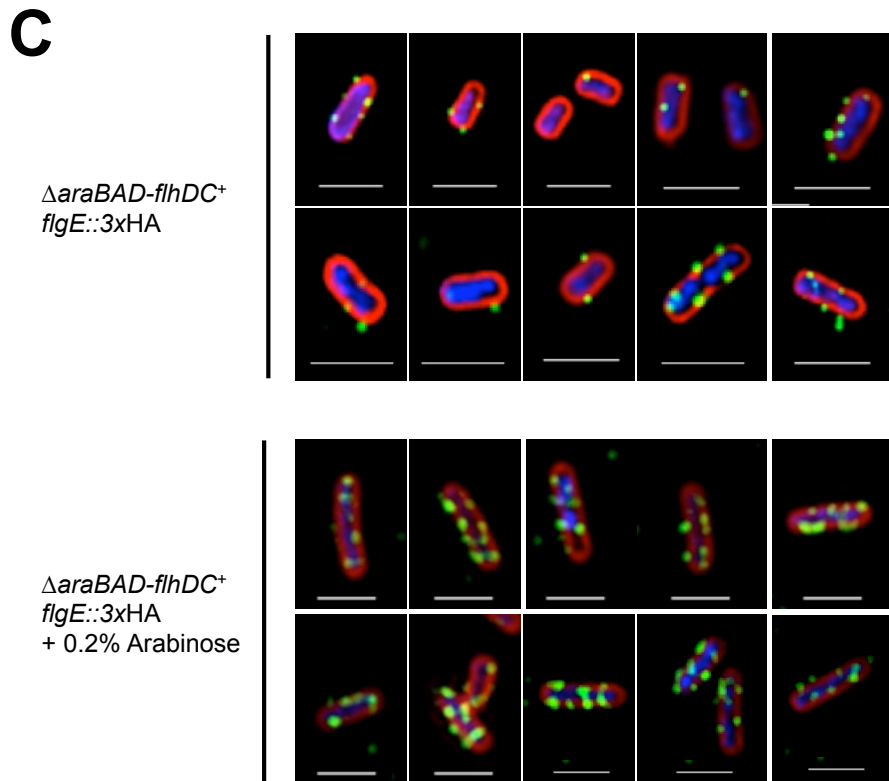 C
ΔaraBAD-flhDC⁺
flgE::3xHA
ΔaraBAD-flhDC⁺
flgE::3xHA
+ 0.2% Arabinose